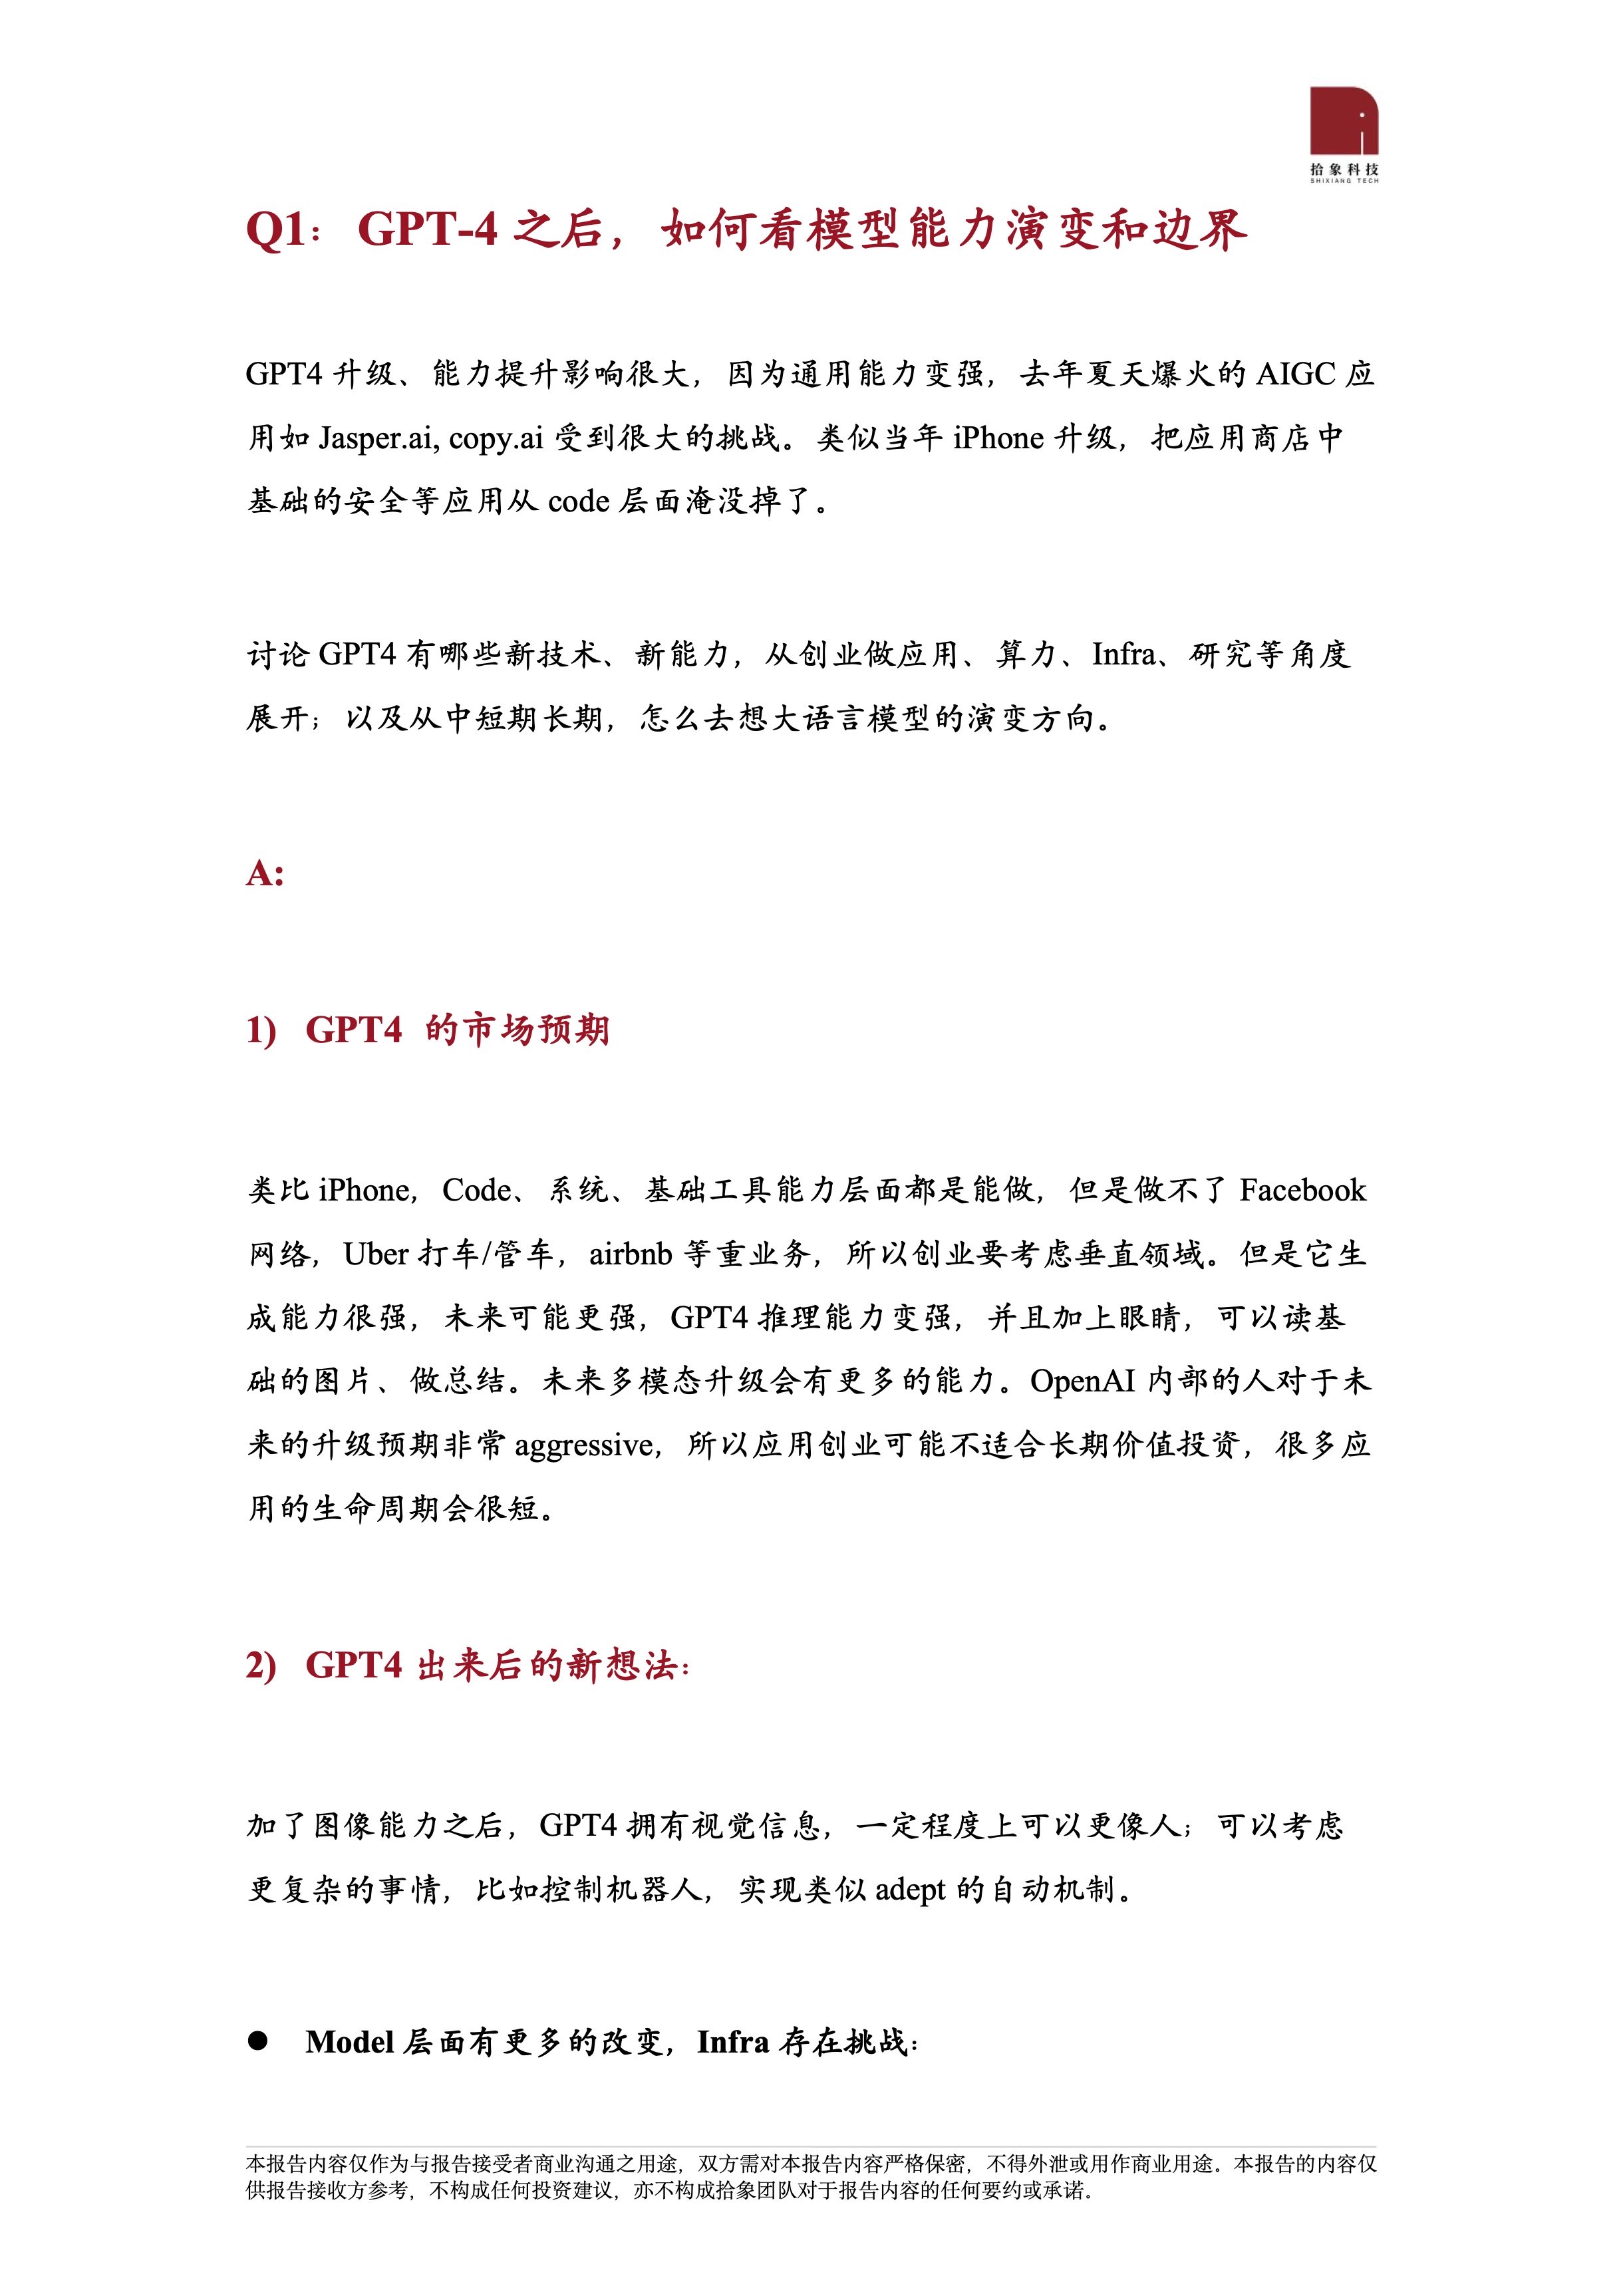 拾象科技
SHIXIANG TECH
Q1：GPT-4 之后，如何看模型能力演变和边界
GPT4 升级、能力提升影响很大，因为通用能力变强，去年夏天爆火的 AIGC 应
用如 Jasper.ai, copy.ai 受到很大的挑战。类似当年 iPhone 升级，把应用商店中
基础的安全等应用从 code 层面淹没掉了。
讨论 GPT4 有哪些新技术、新能力，从创业做应用、算力、Infra、研究等角度
展开；以及从中短期长期，怎么去想大语言模型的演变方向。
A:
1) GPT4 的市场预期
类比 iPhone，Code、系统、基础工具能力层面都是能做，但是做不了 Facebook
网络，Uber 打车/管车，airbnb 等重业务，所以创业要考虑垂直领域。但是它生
成能力很强，未来可能更强，GPT4 推理能力变强，并且加上眼睛，可以读基
础的图片、做总结。未来多模态升级会有更多的能力。OpenAI 内部的人对于未
来的升级预期非常 aggressive，所以应用创业可能不适合长期价值投资，很多应
用的生命周期会很短。
2) GPT4 出来后的新想法：
加了图像能力之后，GPT4 拥有视觉信息，一定程度上可以更像人；可以考虑
更复杂的事情，比如控制机器人，实现类似 adept 的自动机制。
● Model 层面有更多的改变，Infra 存在挑战：
本报告内容仅作为与报告接受者商业沟通之用途，双方需对本报告内容严格保密，不得外泄或用作商业用途。本报告的内容仅
供报告接收方参考，不构成任何投资建议，亦不构成拾象团队对于报告内容的任何要约或承诺。